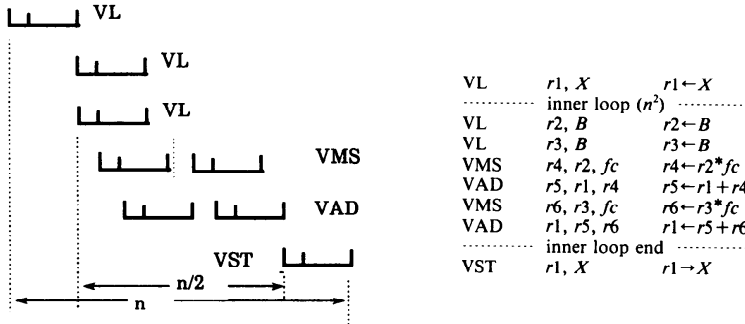 VL
VL
VL
VMS
VAD
VST
n/2
n
VL r1, X r1←X
inner loop (n²)
VL r2, B r2←B
VL r3, B r3←B
VMS r4, r2, fc r4←r2*fc
VAD r5, r1, r4 r5←r1+r4
VMS r6, r3, fc r6←r3*fc
VAD r1, r5, r6 r1←r5+r6
inner loop end
VST r1, X r1→X